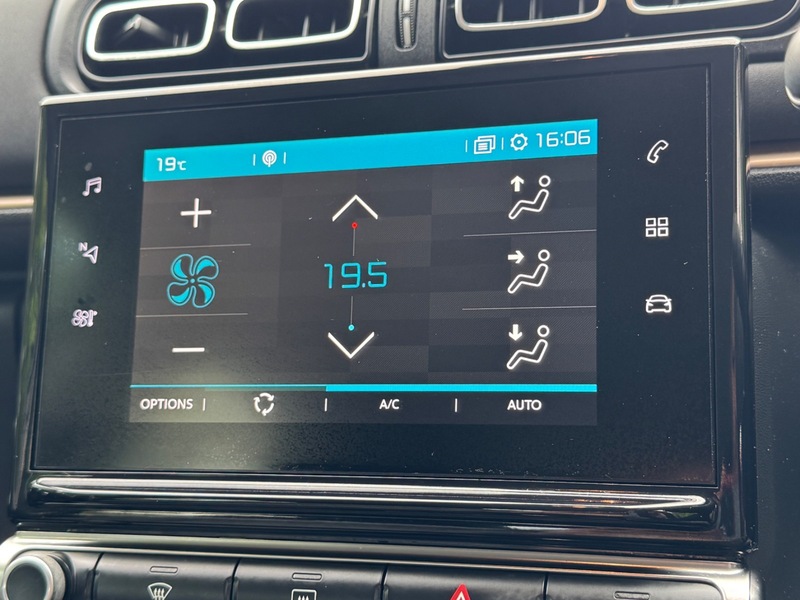 19°C
16:06
N
19.5
OPTIONS | | A/C | AUTO